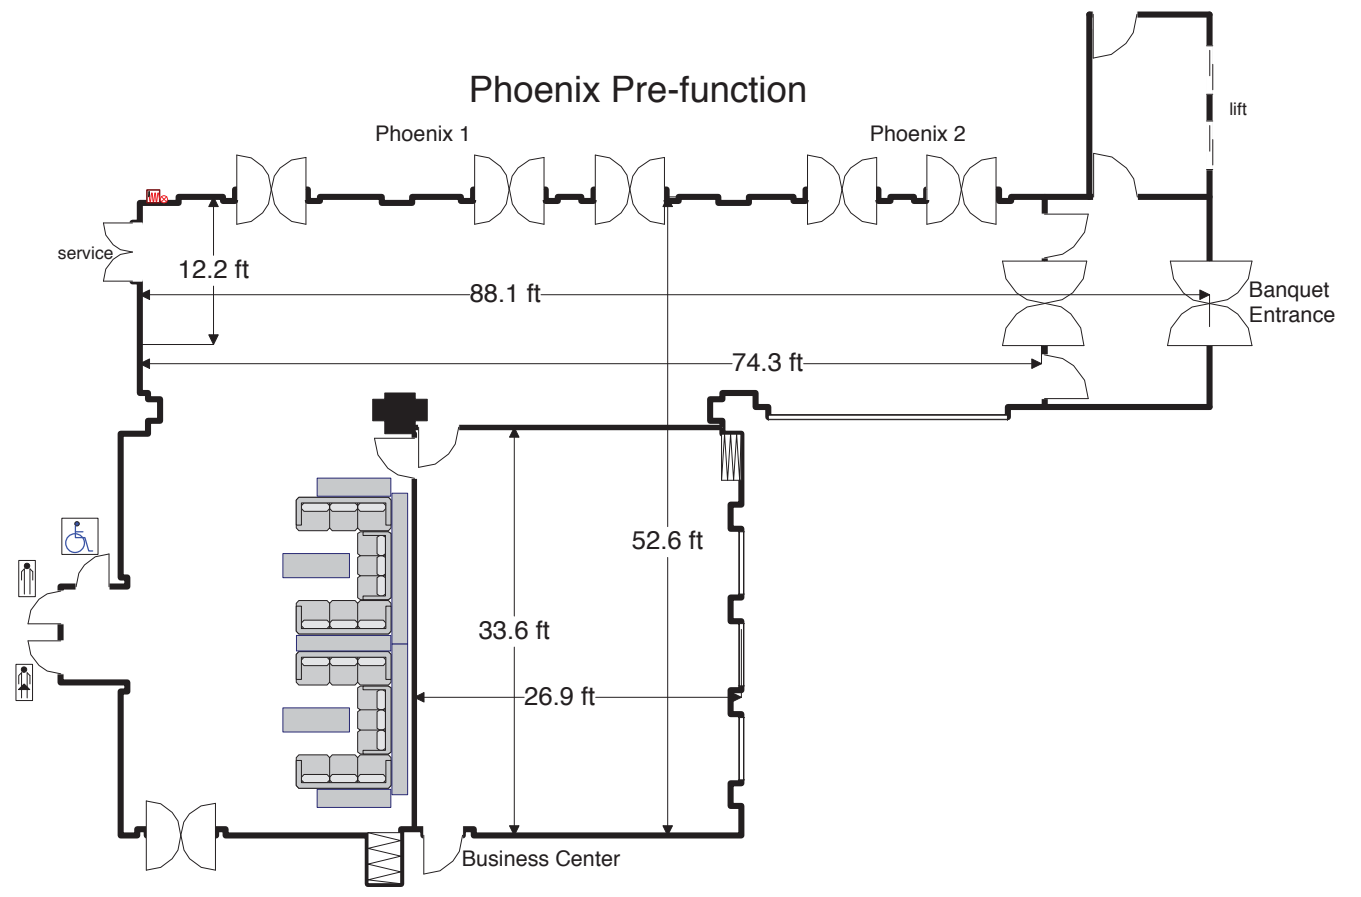 Phoenix Pre-function
Phoenix 1
Phoenix 2
lift
service
12.2 ft
88.1 ft
Banquet
Entrance
74.3 ft
52.6 ft
33.6 ft
26.9 ft
Business Center